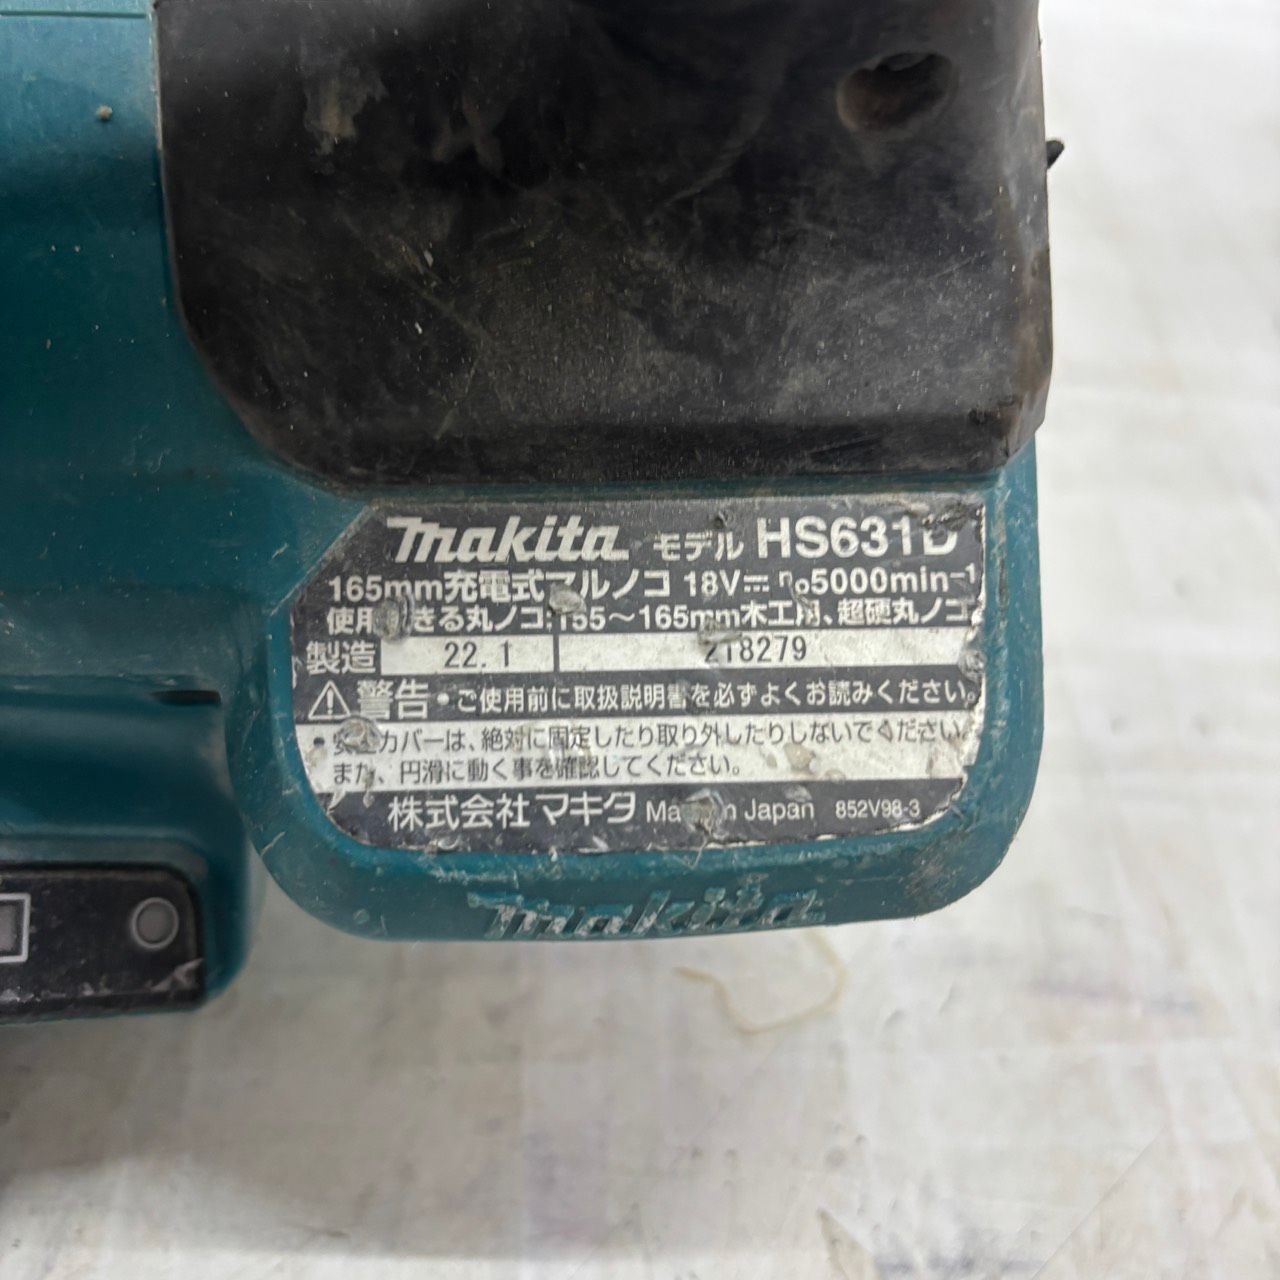 makita モデル HS631D
165mm充電式マルノコ 18V⎓ n₀5000min⁻¹
使用できる丸ノコ:155～165mm木工用、超硬丸ノコ
製造 22.1 218279
⚠警告・ご使用前に取扱説明書を必ずよくお読みください。
・安全カバーは、絶対に固定したり取り外したりしないでください。
また、円滑に動く事を確認してください。
株式会社マキタ Made in Japan 852V98-3
makita